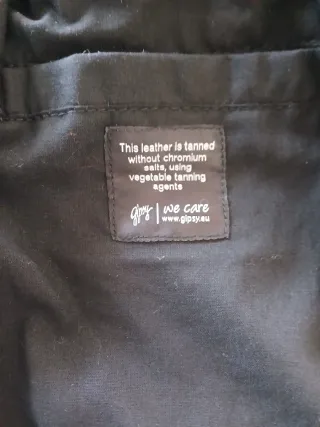 This leather is tanned
without chromium
salts, using
vegetable tanning
agents
gipsy | we care
www.gipsy.eu